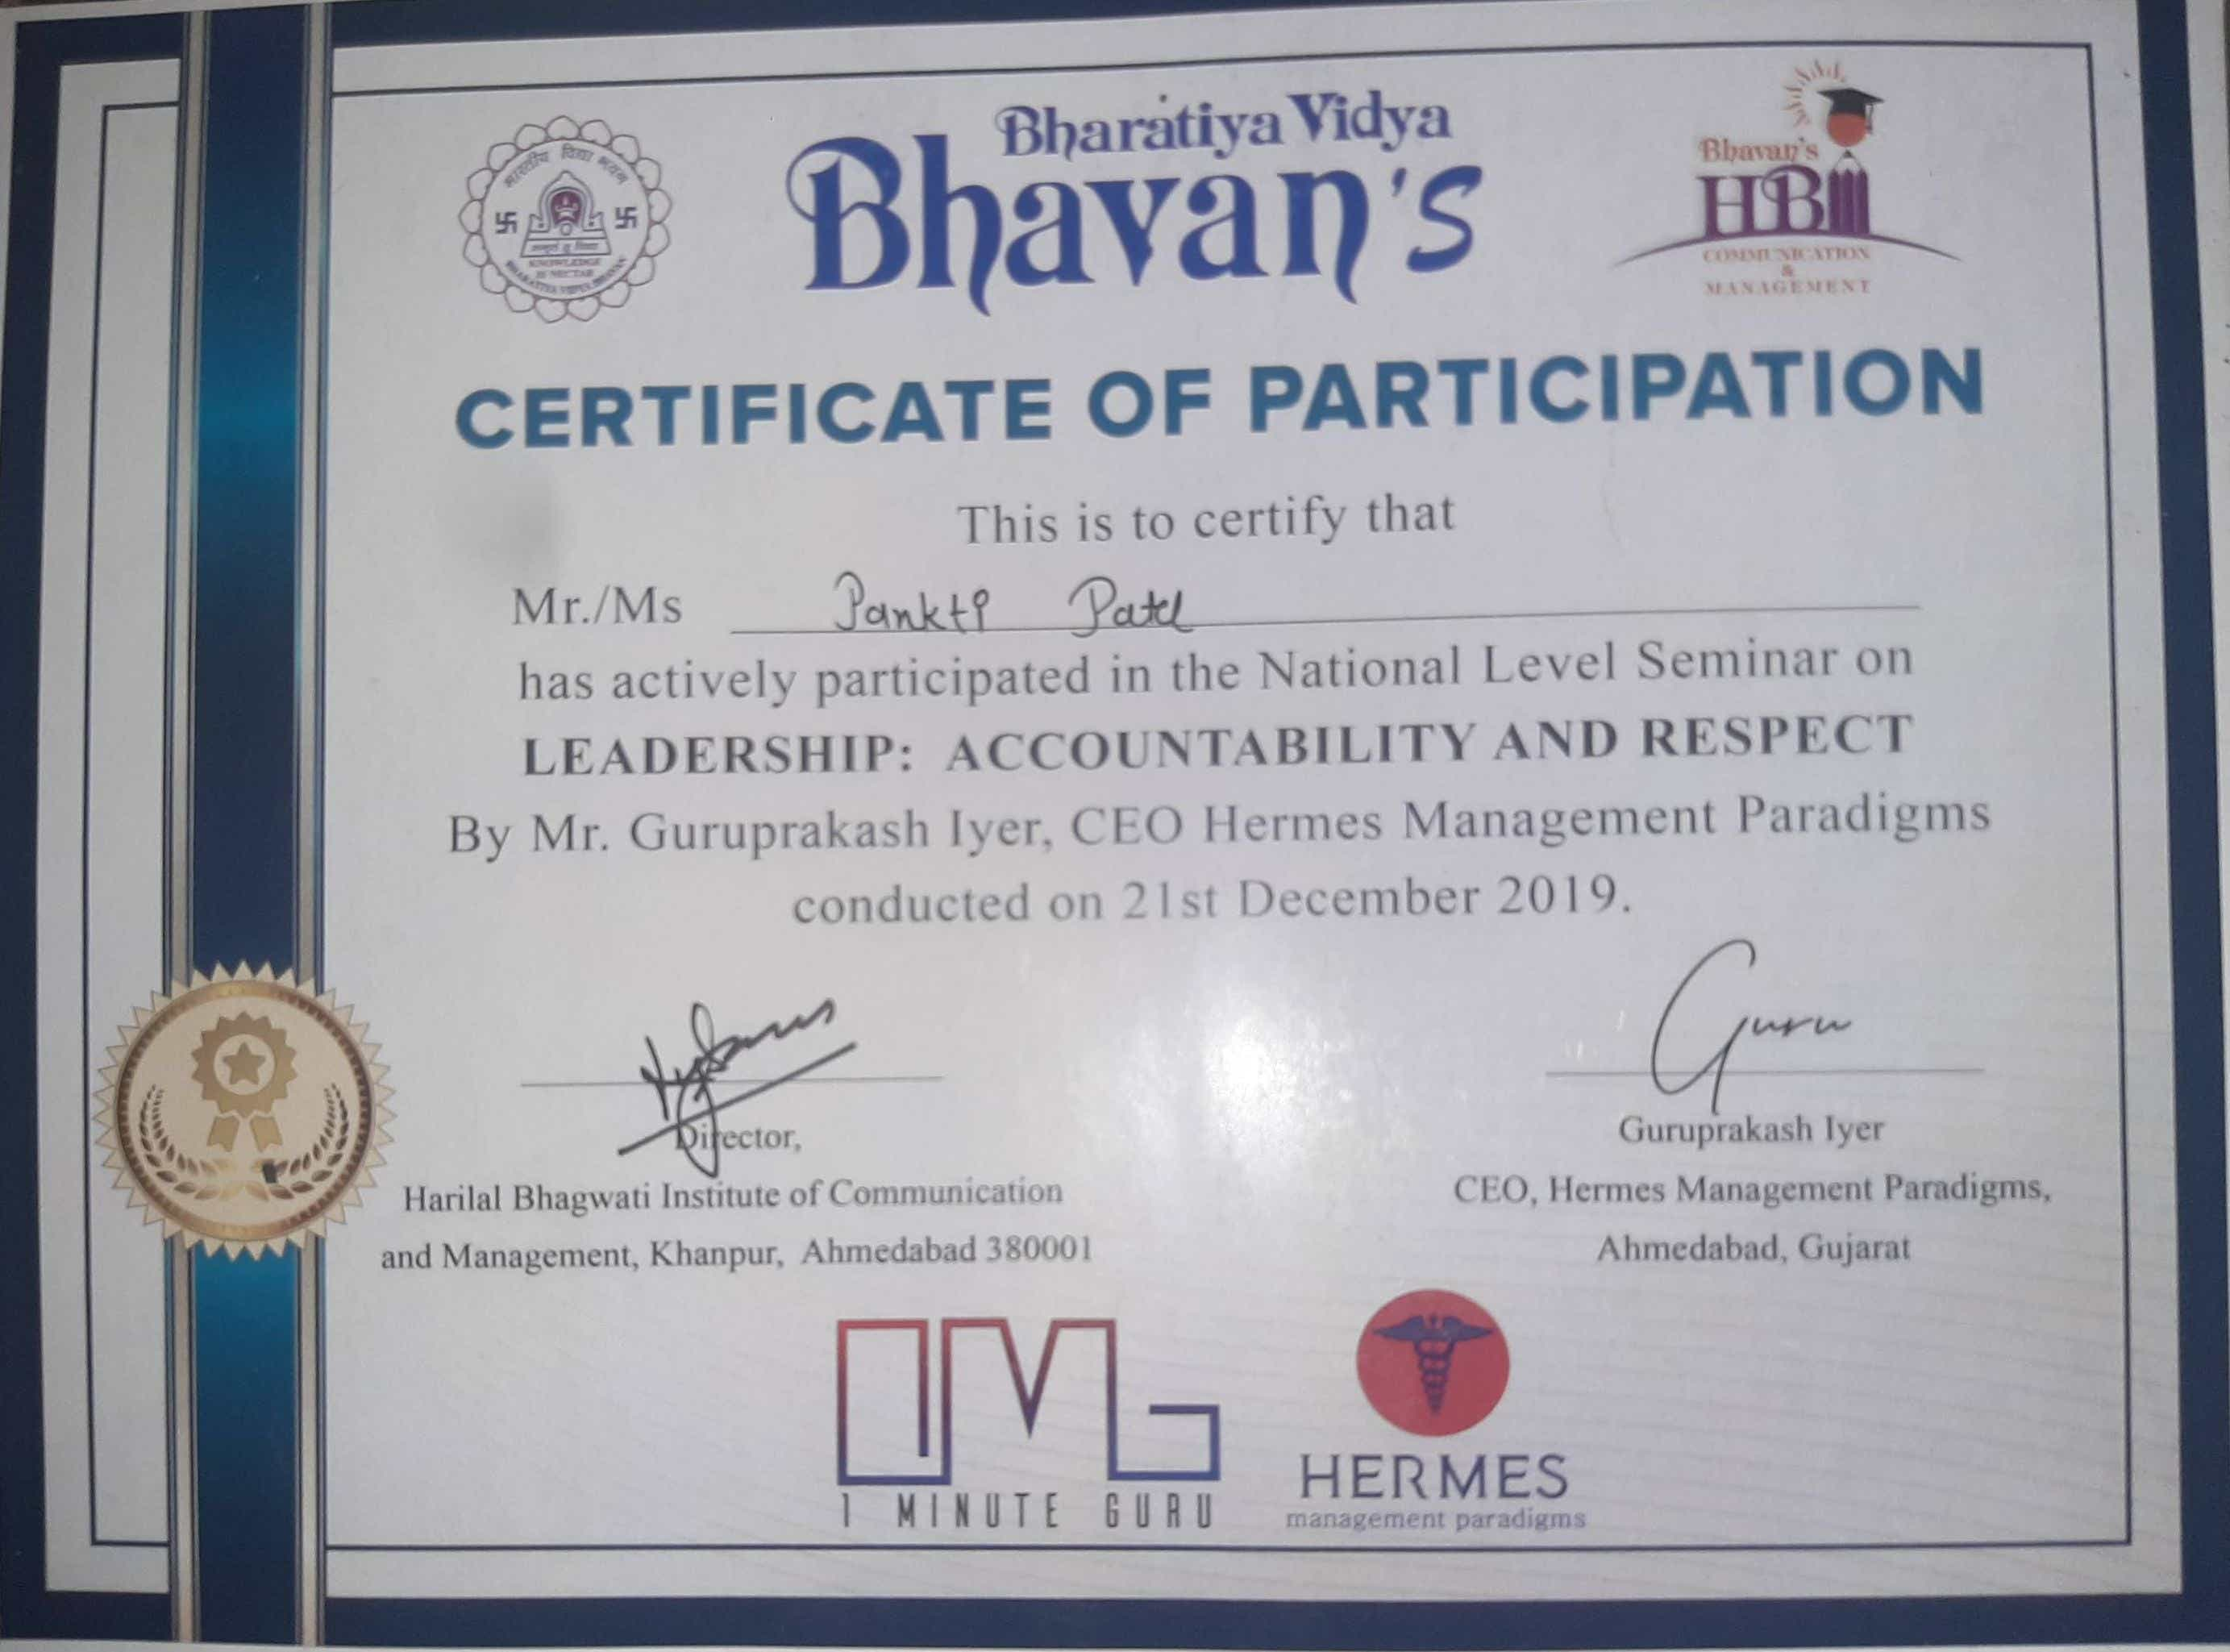 भारतीय विद्या भवन
अमृतं तु विद्या
KNOWLEDGE
IS NECTAR
BHARATIYA VIDYA BHAVAN
Bharatiya Vidya
Bhavan's
Bhavan's
HBI
COMMUNICATION
&
MANAGEMENT
CERTIFICATE OF PARTICIPATION
This is to certify that
Mr./Ms Pankti Patel
has actively participated in the National Level Seminar on
LEADERSHIP: ACCOUNTABILITY AND RESPECT
By Mr. Guruprakash Iyer, CEO Hermes Management Paradigms
conducted on 21st December 2019.
Director,
Harilal Bhagwati Institute of Communication
and Management, Khanpur, Ahmedabad 380001
Guru
Guruprakash Iyer
CEO, Hermes Management Paradigms,
Ahmedabad, Gujarat
1 MINUTE GURU
HERMES
management paradigms